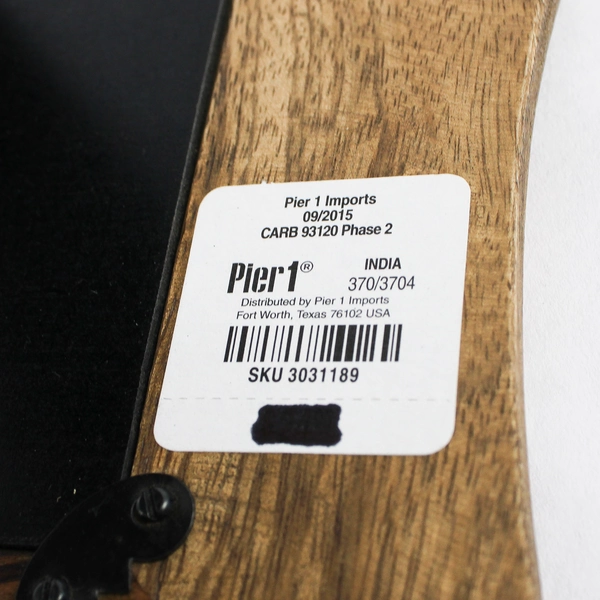 Pier 1 Imports
09/2015
CARB 93120 Phase 2
Pier1® INDIA
370/3704
Distributed by Pier 1 Imports
Fort Worth, Texas 76102 USA
SKU 3031189